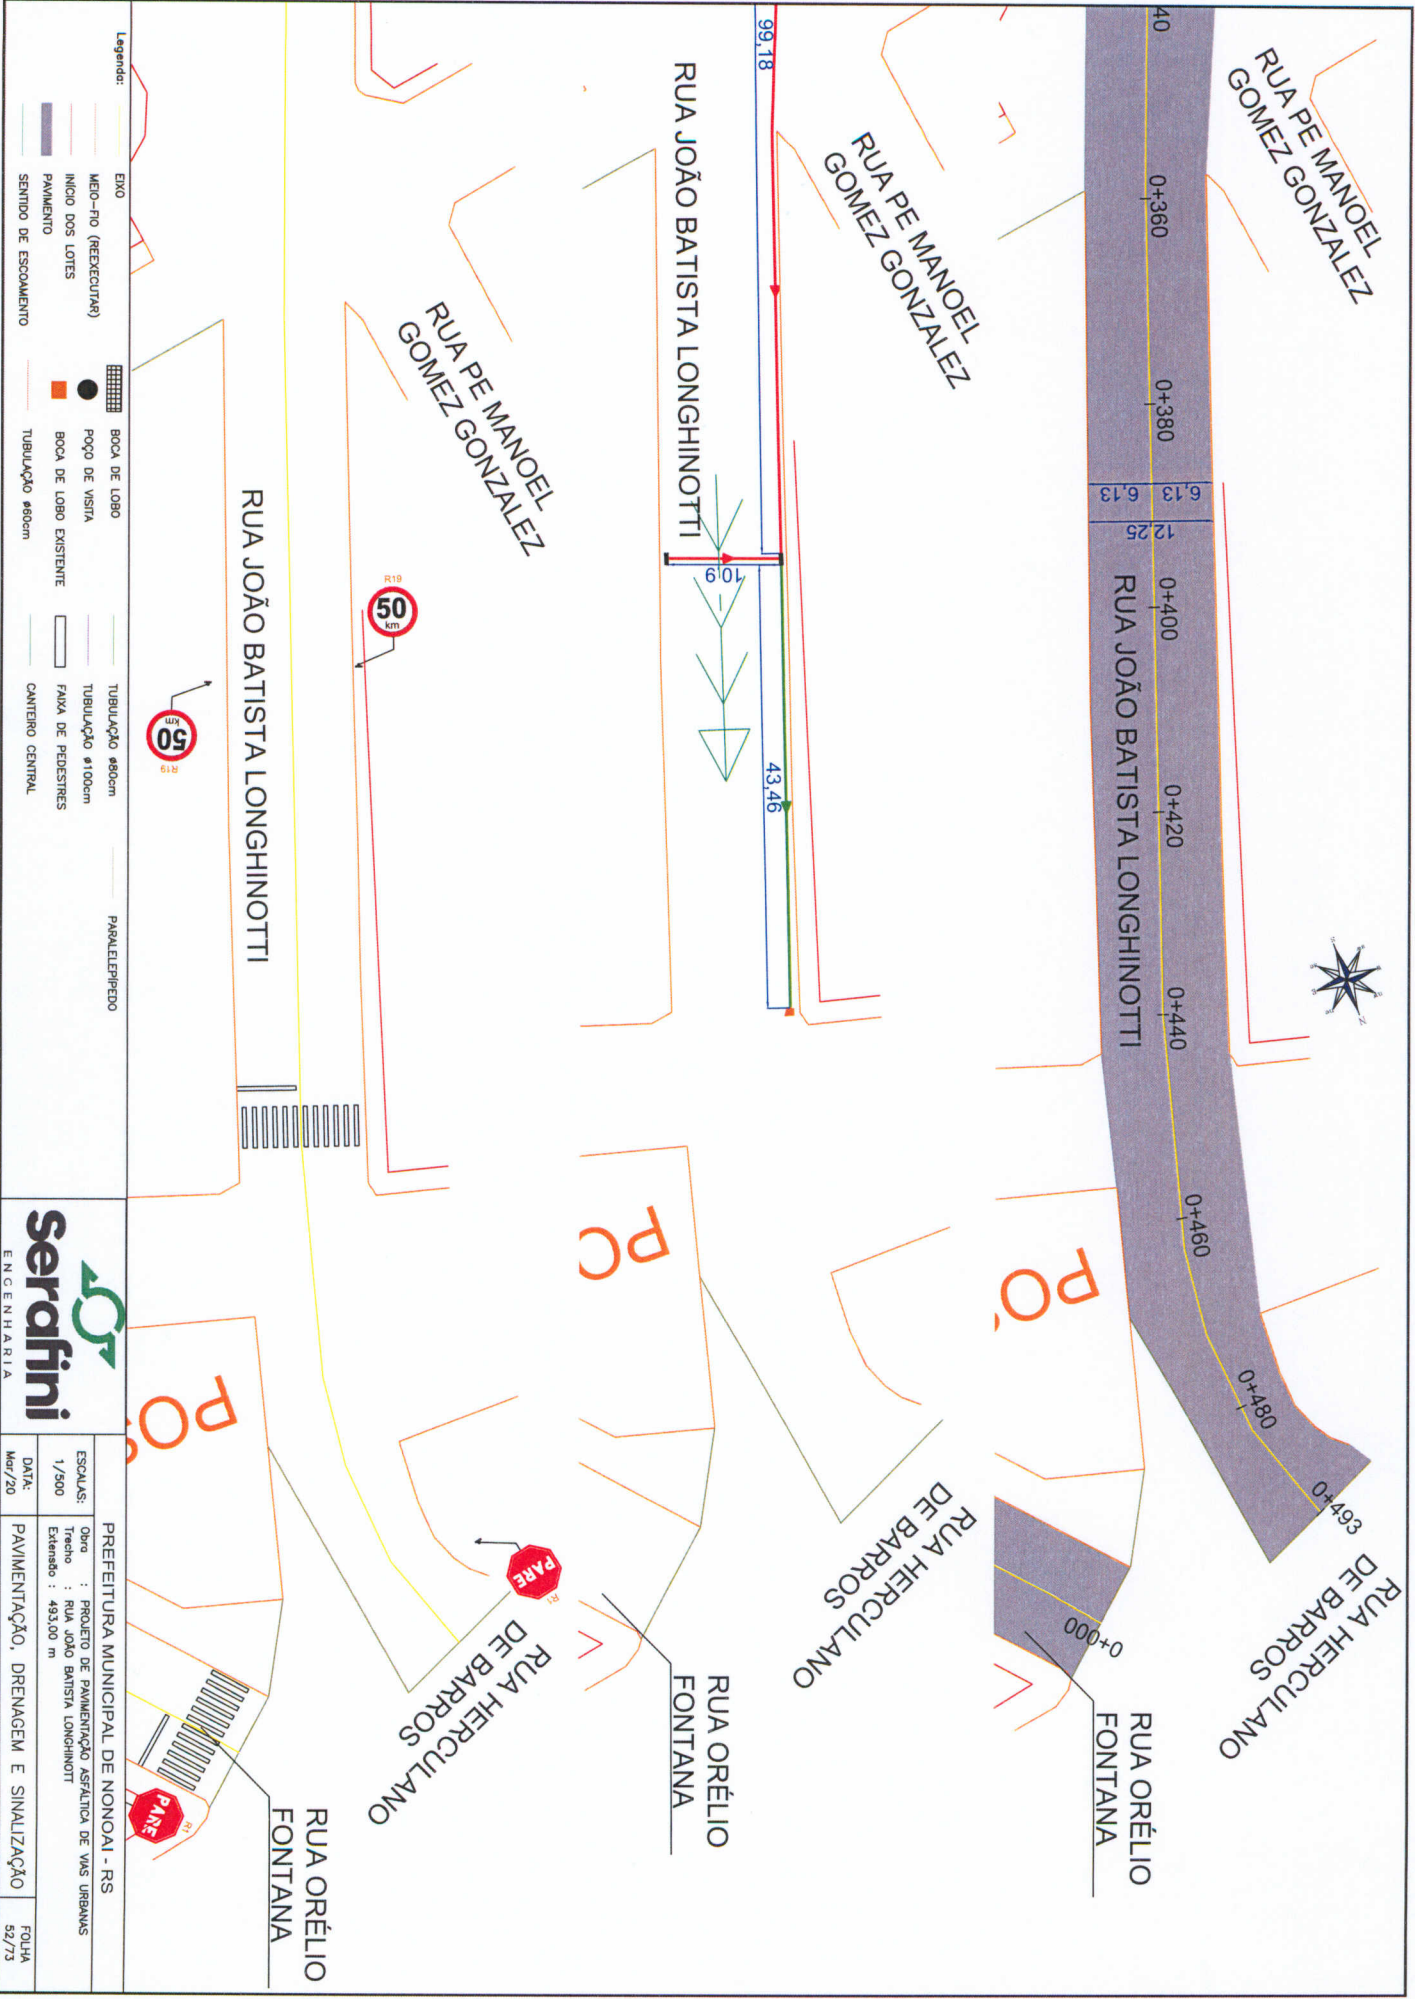 RUA PE MANOEL
GOMEZ GONZALEZ
40
0+360
0+380
0+400
0+420
0+440
0+460
0+480
0+493
6,13
6,13
12,25
RUA JOÃO BATISTA LONGHINOTTI
RUA HERCULANO
DE BARROS
0+000
RUA ORÉLIO
FONTANA
PO
99,18
RUA PE MANOEL
GOMEZ GONZALEZ
RUA JOÃO BATISTA LONGHINOTTI
10,9
43,46
RUA HERCULANO
DE BARROS
RUA ORÉLIO
FONTANA
PO
RUA PE MANOEL
GOMEZ GONZALEZ
R19
50
km
RUA JOÃO BATISTA LONGHINOTTI
50
km
R19
PARE
R1
RUA HERCULANO
DE BARROS
RUA ORÉLIO
FONTANA
PO
PARE
R1
Legenda:
EIXO
MEIO-FIO (REEXECUTAR)
INÍCIO DOS LOTES
PAVIMENTO
SENTIDO DE ESCOAMENTO
BOCA DE LOBO
POÇO DE VISITA
BOCA DE LOBO EXISTENTE
TUBULAÇÃO ø60cm
TUBULAÇÃO ø80cm
TUBULAÇÃO ø100cm
FAIXA DE PEDESTRES
CANTEIRO CENTRAL
PARALELEPÍPEDO
serafini
ENGENHARIA
PREFEITURA MUNICIPAL DE NONOAI - RS
ESCALAS:
1/500
Obra : PROJETO DE PAVIMENTAÇÃO ASFÁLTICA DE VIAS URBANAS
Trecho : RUA JOÃO BATISTA LONGHINOTT
Extensão : 493,00 m
DATA:
Mar/20
PAVIMENTAÇÃO, DRENAGEM E SINALIZAÇÃO
FOLHA
52/73